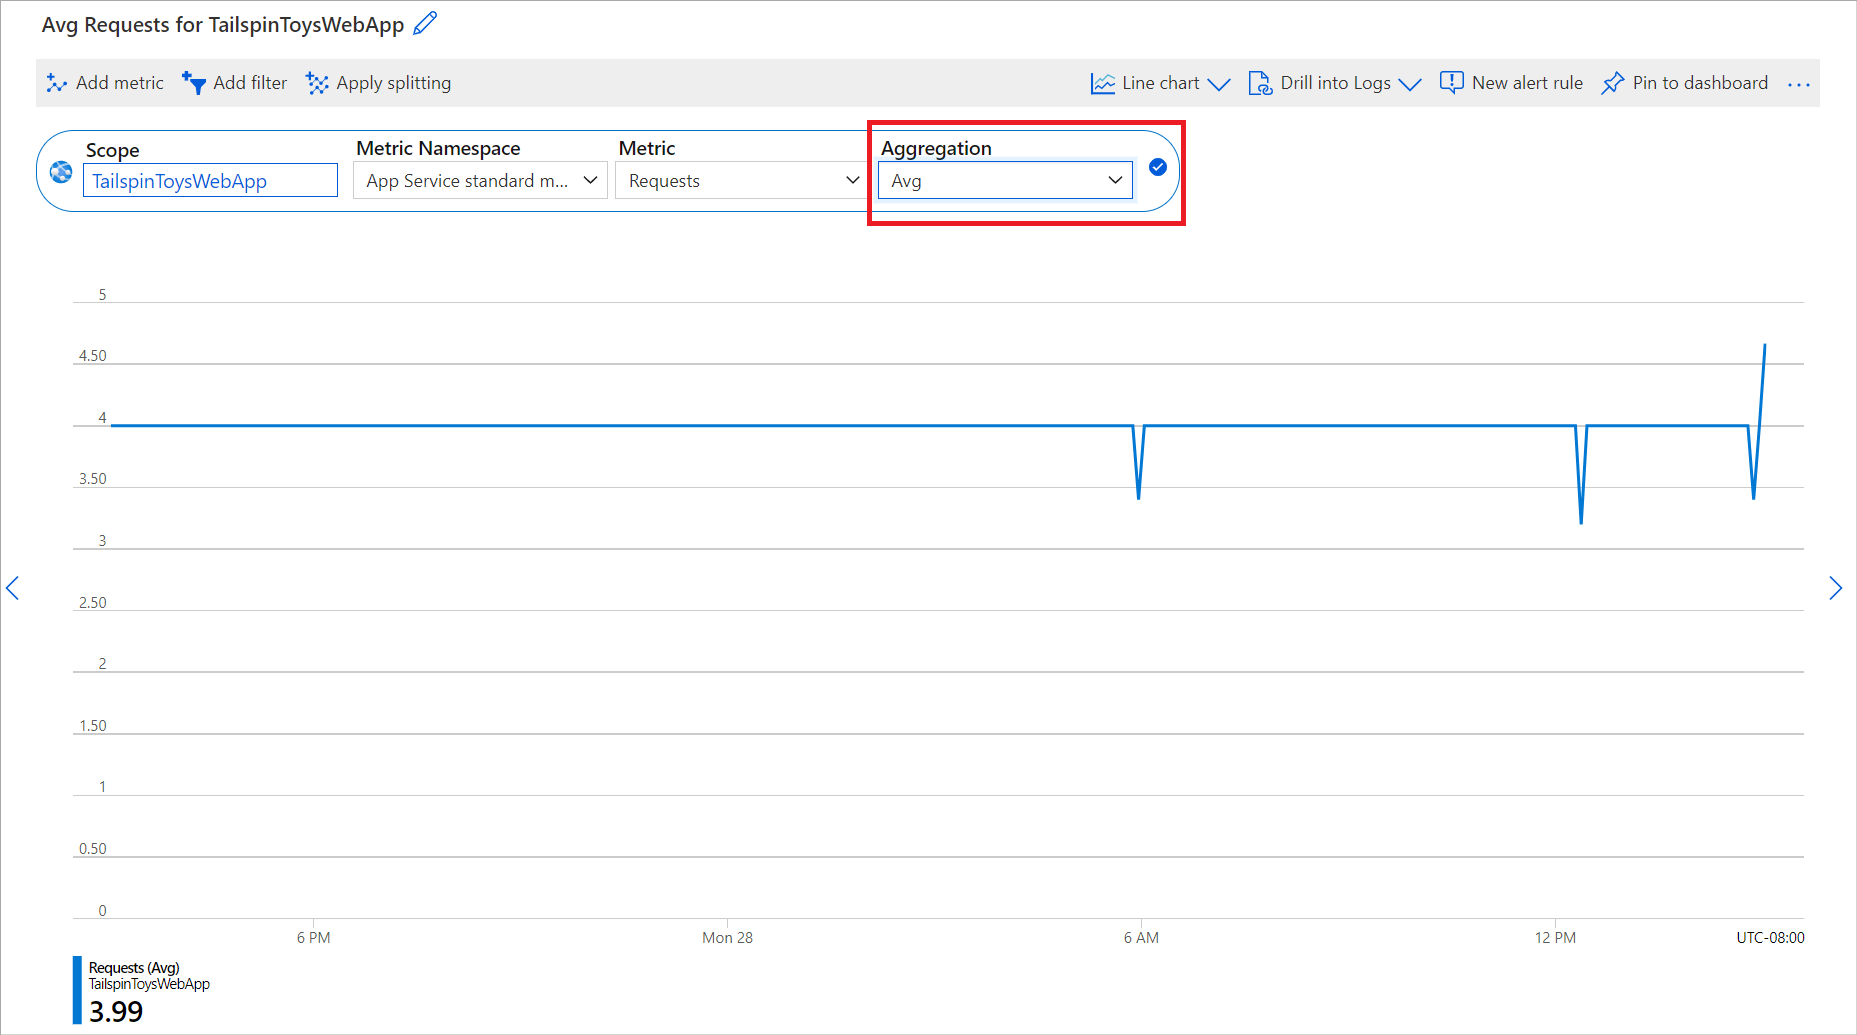 Avg Requests for TailspinToysWebApp
Add metric Add filter Apply splitting Line chart Drill into Logs New alert rule Pin to dashboard ...
Scope Metric Namespace Metric Aggregation
TailspinToysWebApp App Service standard m... Requests Avg
5
4.50
4
3.50
3
2.50
2
1.50
1
0.50
0
6 PM Mon 28 6 AM 12 PM UTC-08:00
Requests (Avg)
TailspinToysWebApp
3.99